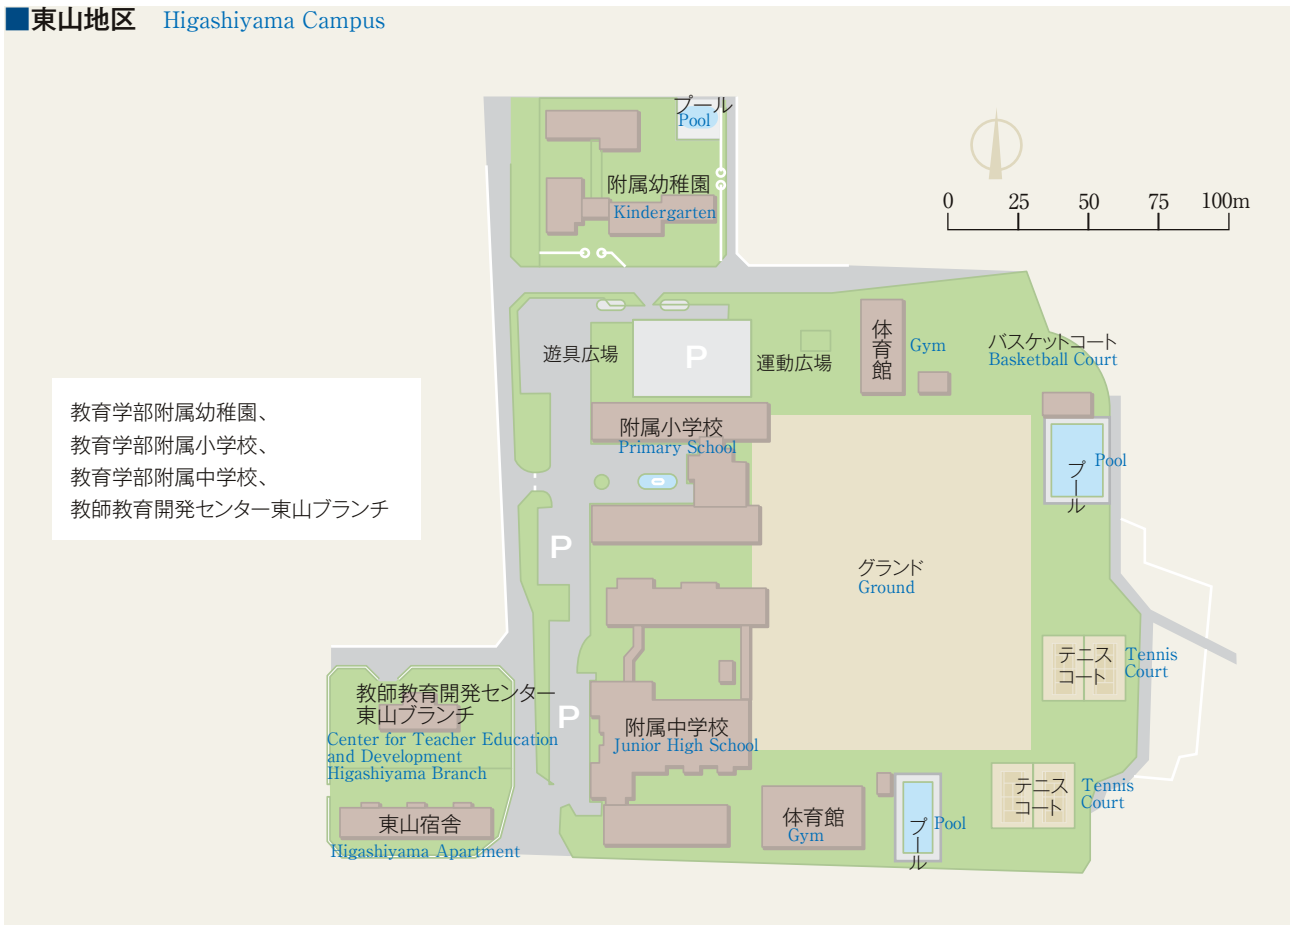 ■東山地区 Higashiyama Campus
プール
Pool
附属幼稚園
Kindergarten
0 25 50 75 100m
遊具広場
P
運動広場
体育館
Gym
バスケットコート
Basketball Court
教育学部附属幼稚園、
教育学部附属小学校、
教育学部附属中学校、
教師教育開発センター東山ブランチ
附属小学校
Primary School
プール
Pool
P
グランド
Ground
テニス
コート
Tennis
Court
教師教育開発センター
東山ブランチ
Center for Teacher Education
and Development
Higashiyama Branch
P
附属中学校
Junior High School
テニス
コート
Tennis
Court
東山宿舎
Higashiyama Apartment
体育館
Gym
プール
Pool